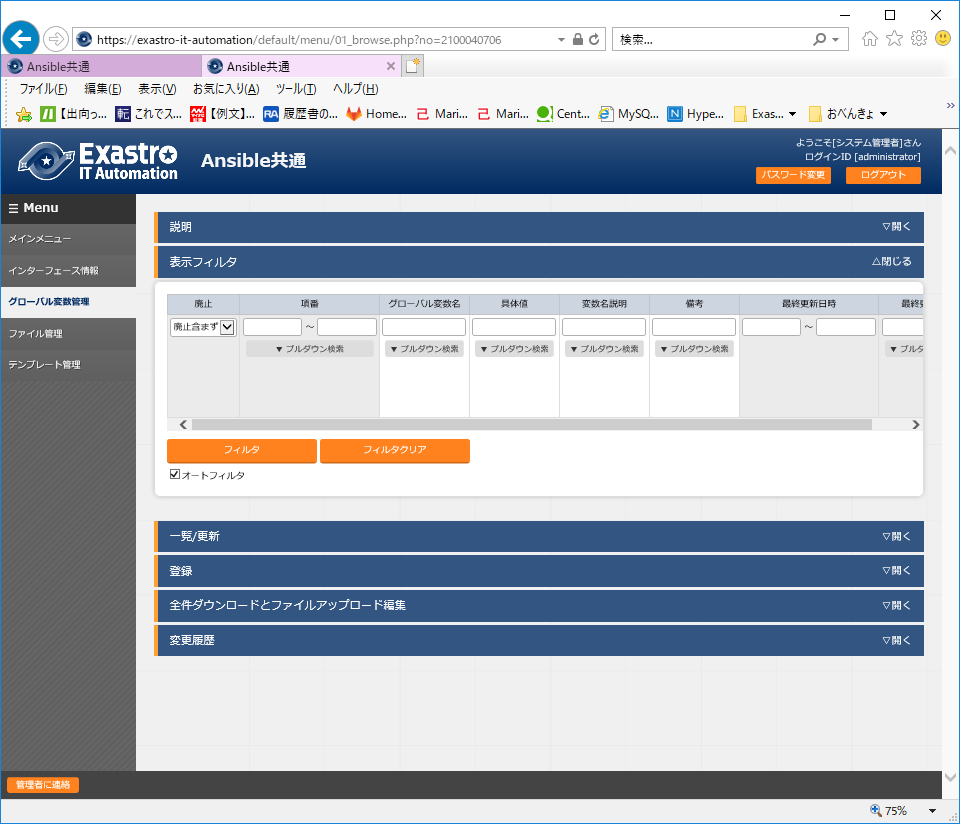 https://exastro-it-automation/default/menu/01_browse.php?no=2100040706
検索...
Ansible共通
Ansible共通
ファイル(F) 編集(E) 表示(V) お気に入り(A) ツール(T) ヘルプ(H)
【出向っ... これでス... 【例文】... RA 履歴書の... Home... Mari... Mari... Cent... MySQ... N Hype... Exas... おべんきょ
Exastro
IT Automation
Ansible共通
ようこそ[システム管理者]さん
ログインID [administrator]
パスワード変更 ログアウト
☰ Menu
メインメニュー
インターフェース情報
グローバル変数管理
ファイル管理
テンプレート管理
説明 ▽開く
表示フィルタ △閉じる
廃止 項番 グローバル変数名 具体値 変数名説明 備考 最終更新日時 最終
廃止含まず ～ ～
▼プルダウン検索 ▼プルダウン検索 ▼プルダウン検索 ▼プルダウン検索 ▼プルダウン検索 ▼プルダ
フィルタ フィルタクリア
オートフィルタ
一覧/更新 ▽開く
登録 ▽開く
全件ダウンロードとファイルアップロード編集 ▽開く
変更履歴 ▽開く
管理者に連絡
75%